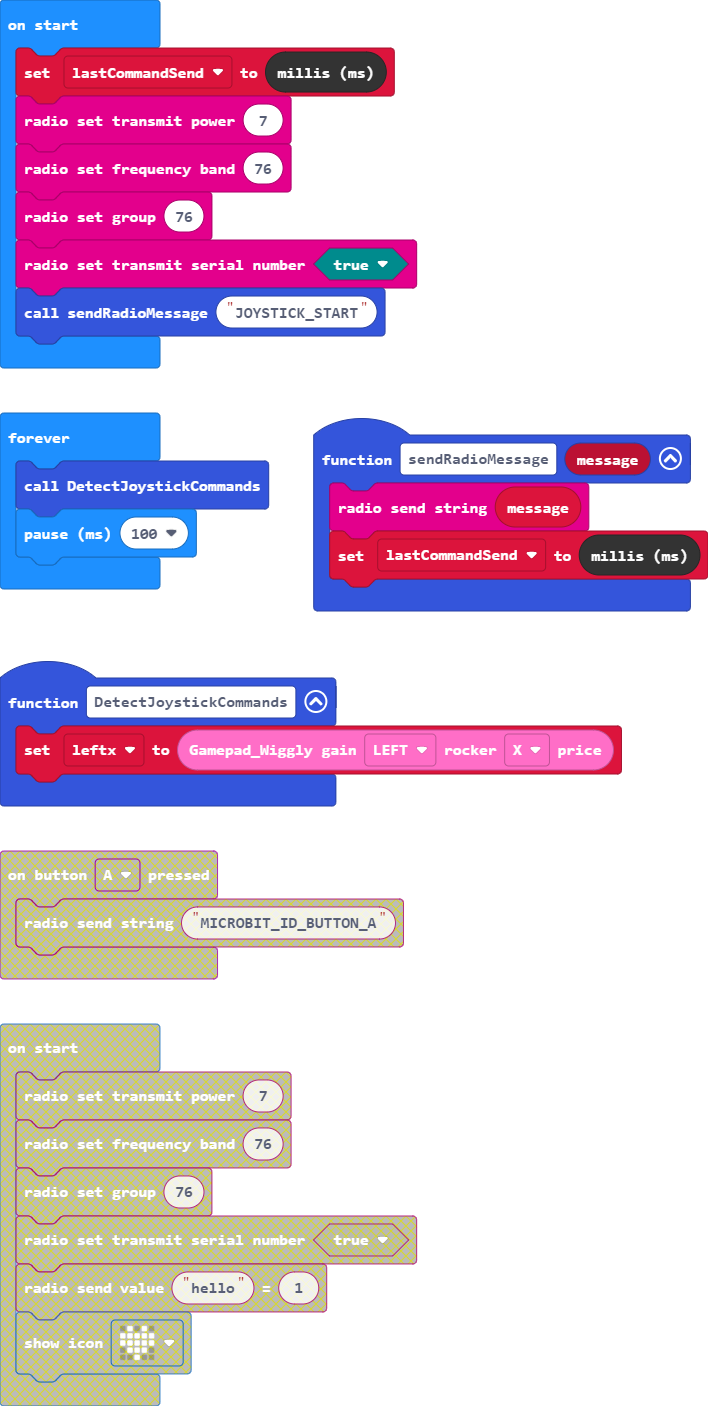 on start
set lastCommandSend to millis (ms)
radio set transmit power 7
radio set frequency band 76
radio set group 76
radio set transmit serial number true
call sendRadioMessage "JOYSTICK_START"
forever
call DetectJoystickCommands
pause (ms) 100
function sendRadioMessage message
radio send string message
set lastCommandSend to millis (ms)
function DetectJoystickCommands
set leftx to Gamepad_Wiggly gain LEFT rocker X price
on button A pressed
radio send string "MICROBIT_ID_BUTTON_A"
on start
radio set transmit power 7
radio set frequency band 76
radio set group 76
radio set transmit serial number true
radio send value "hello" = 1
show icon